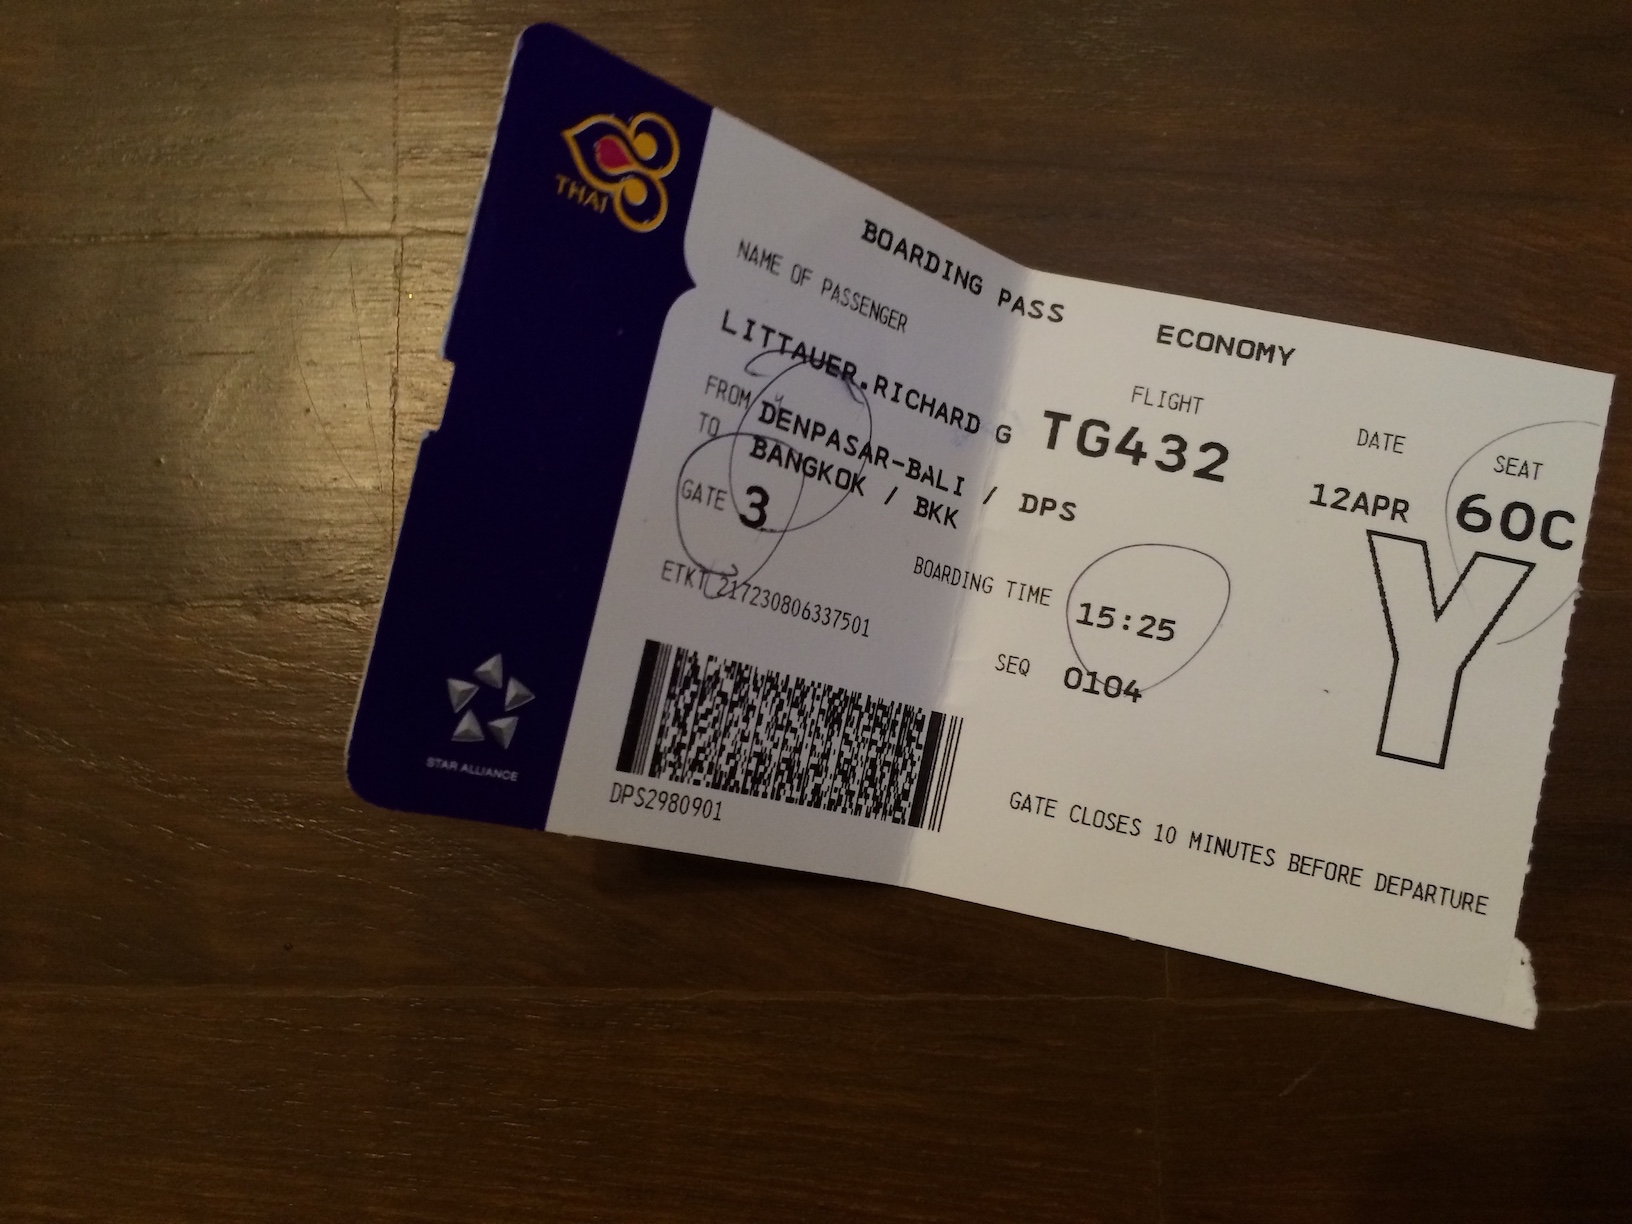 THAI
BOARDING PASS
ECONOMY
NAME OF PASSENGER
LITTAUER.RICHARD G
FLIGHT
TG432
DATE
12APR
SEAT
60C
FROM DENPASAR-BALI / DPS
TO BANGKOK / BKK
GATE 3
BOARDING TIME 15:25
Y
ETKT 217230806337501
SEQ 0104
DPS2980901
GATE CLOSES 10 MINUTES BEFORE DEPARTURE
STAR ALLIANCE